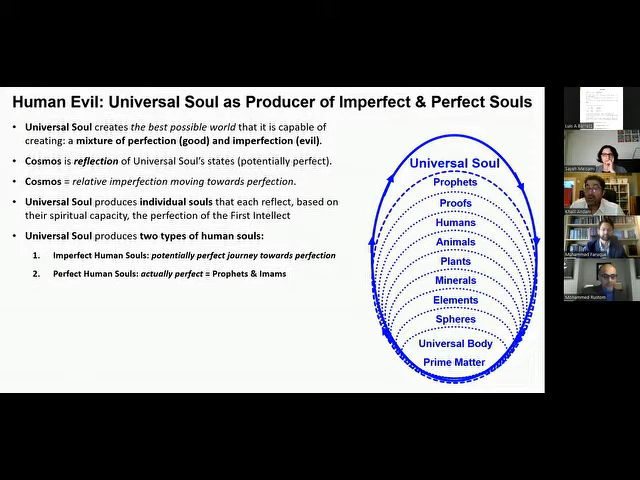 Human Evil: Universal Soul as Producer of Imperfect & Perfect Souls
• Universal Soul creates the best possible world that it is capable of
creating: a mixture of perfection (good) and imperfection (evil).
• Cosmos is reflection of Universal Soul's states (potentially perfect).
• Cosmos = relative imperfection moving towards perfection.
• Universal Soul produces individual souls that each reflect, based on
their spiritual capacity, the perfection of the First Intellect
• Universal Soul produces two types of human souls:
1. Imperfect Human Souls: potentially perfect journey towards perfection
2. Perfect Human Souls: actually perfect = Prophets & Imams
Universal Soul
Prophets
Proofs
Humans
Animals
Plants
Minerals
Elements
Spheres
Universal Body
Prime Matter
Khalil Andani
Mohammed Rustom